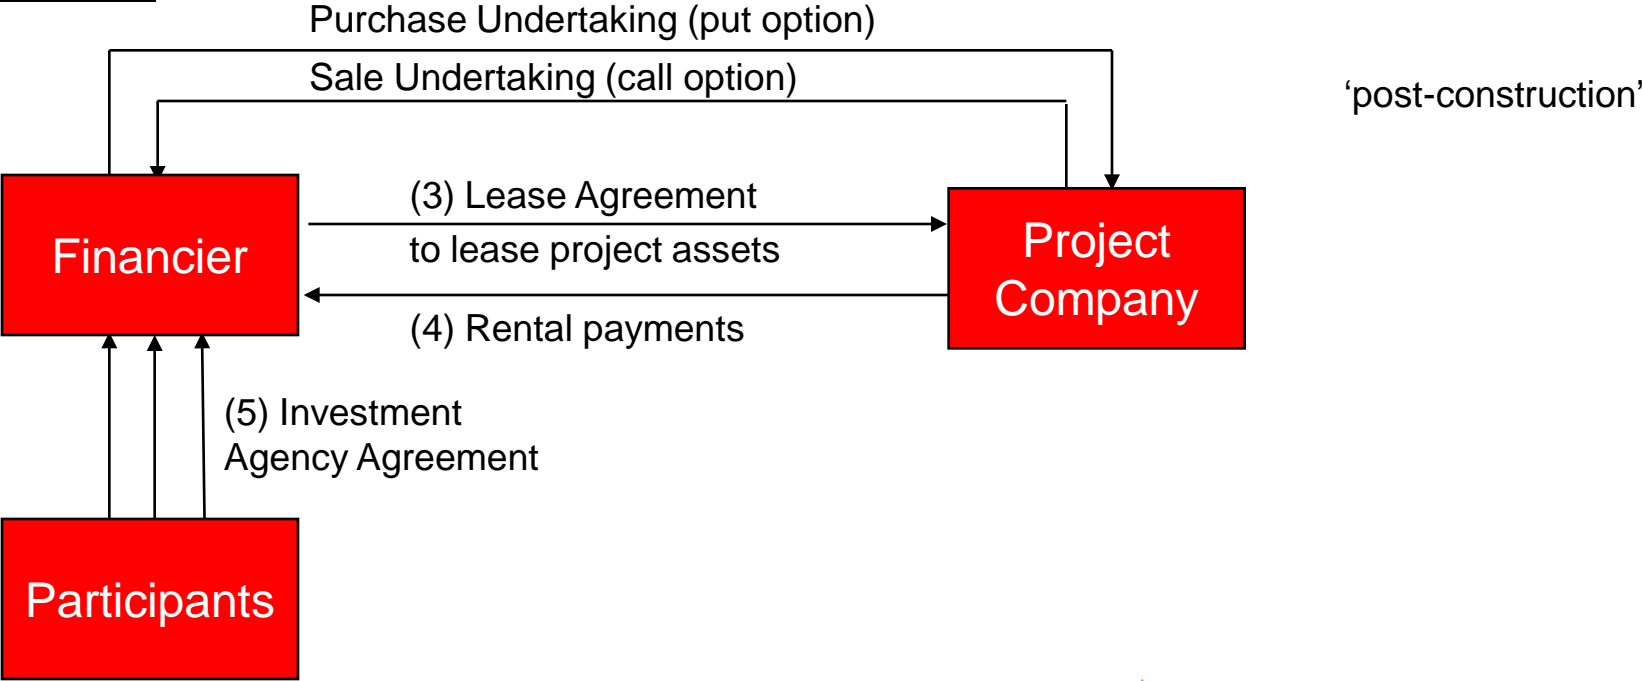 Purchase Undertaking (put option)
Sale Undertaking (call option)
‘post-construction’
(3) Lease Agreement
to lease project assets
Financier
Project
Company
(4) Rental payments
(5) Investment
Agency Agreement
Participants